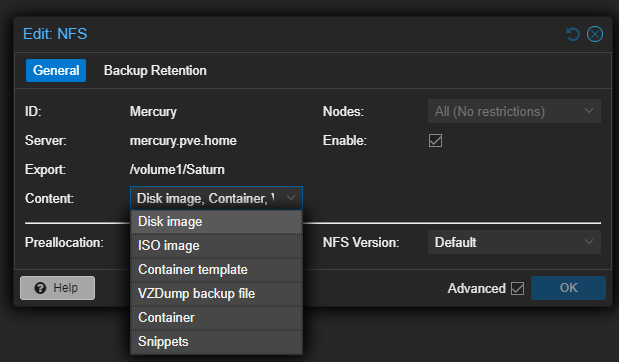 Edit: NFS
General Backup Retention
ID: Mercury Nodes: All (No restrictions)
Server: mercury.pve.home Enable:
Export: /volume1/Saturn
Content: Disk image, Container,
Disk image
ISO image
Preallocation: NFS Version: Default
Container template
VZDump backup file
Help Advanced OK
Container
Snippets